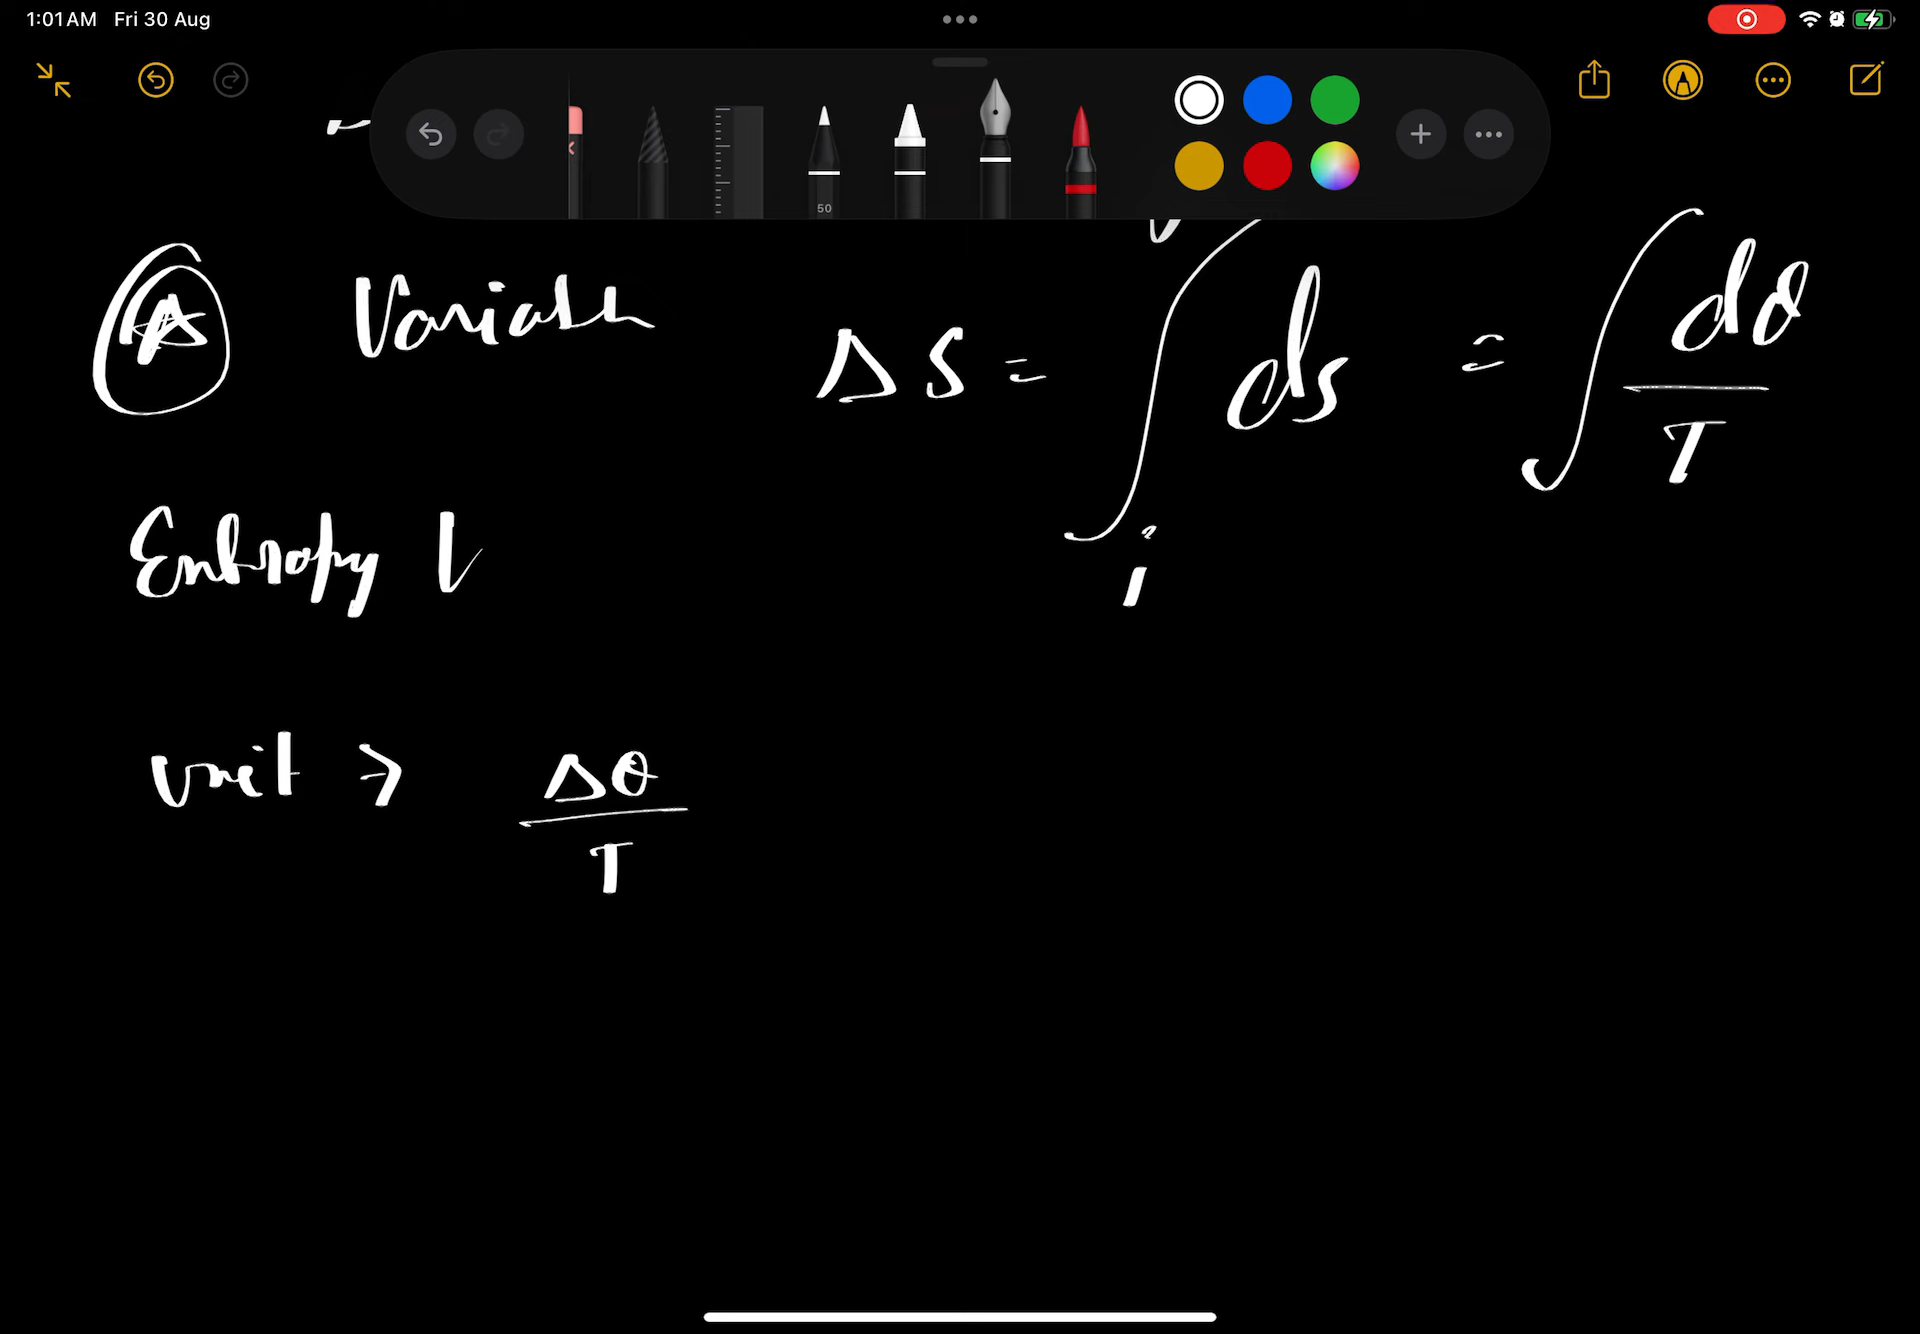 1:01 AM Fri 30 Aug
50
A Variable ΔS = ∫ ds = ∫ dQ
i T
Entropy
Unit → ΔQ
T